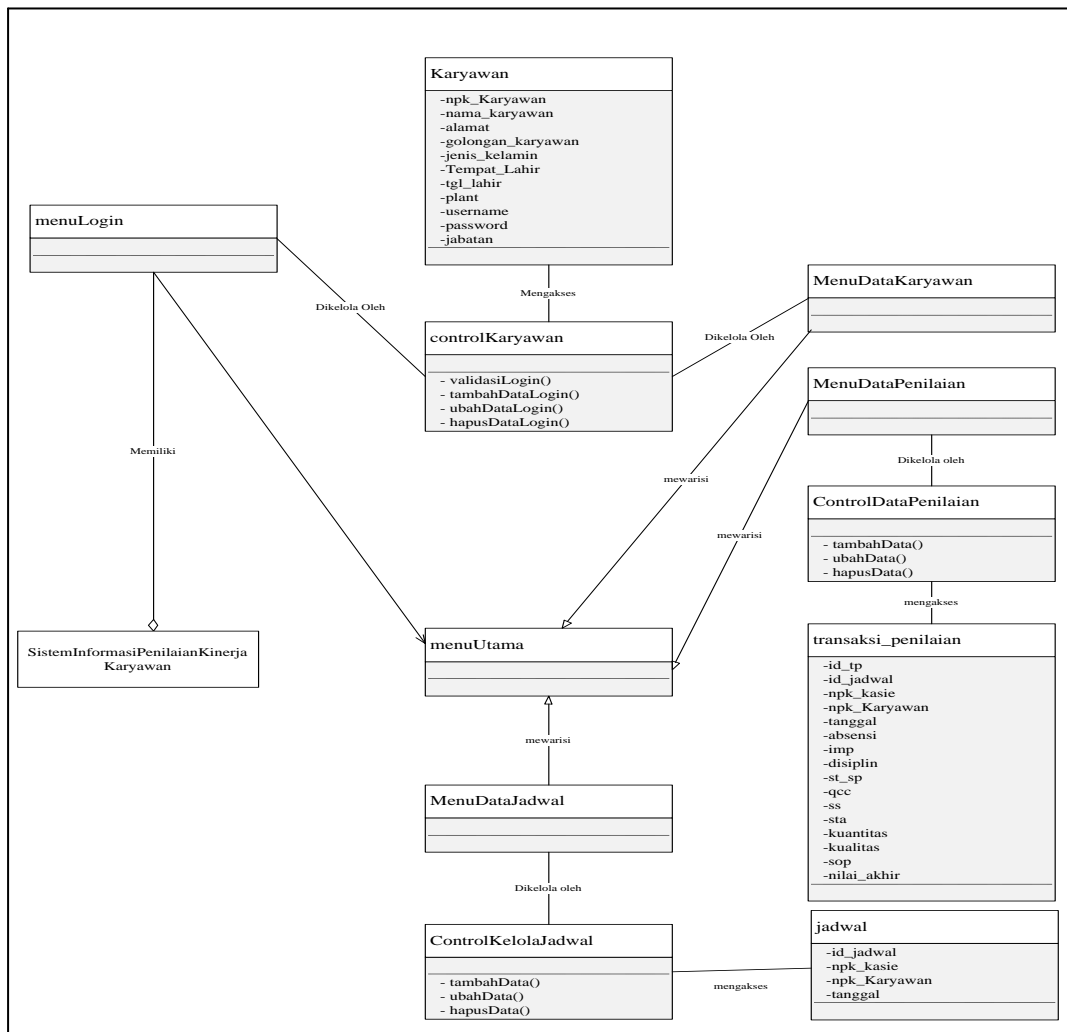 Karyawan
-npk_Karyawan
-nama_karyawan
-alamat
-golongan_karyawan
-jenis_kelamin
-Tempat_Lahir
-tgl_lahir
-plant
-username
-password
-jabatan
menuLogin
Mengakses
Dikelola Oleh
controlKaryawan
- validasiLogin()
- tambahDataLogin()
- ubahDataLogin()
- hapusDataLogin()
Dikelola Oleh
MenuDataKaryawan
MenuDataPenilaian
Memiliki
mewarisi
mewarisi
Dikelola oleh
ControlDataPenilaian
- tambahData()
- ubahData()
- hapusData()
mengakses
SistemInformasiPenilaianKinerja
Karyawan
menuUtama
transaksi_penilaian
-id_tp
-id_jadwal
-npk_kasie
-npk_Karyawan
-tanggal
-absensi
-imp
-disiplin
-st_sp
-qcc
-ss
-sta
-kuantitas
-kualitas
-sop
-nilai_akhir
mewarisi
MenuDataJadwal
Dikelola oleh
ControlKelolaJadwal
- tambahData()
- ubahData()
- hapusData()
mengakses
jadwal
-id_jadwal
-npk_kasie
-npk_Karyawan
-tanggal